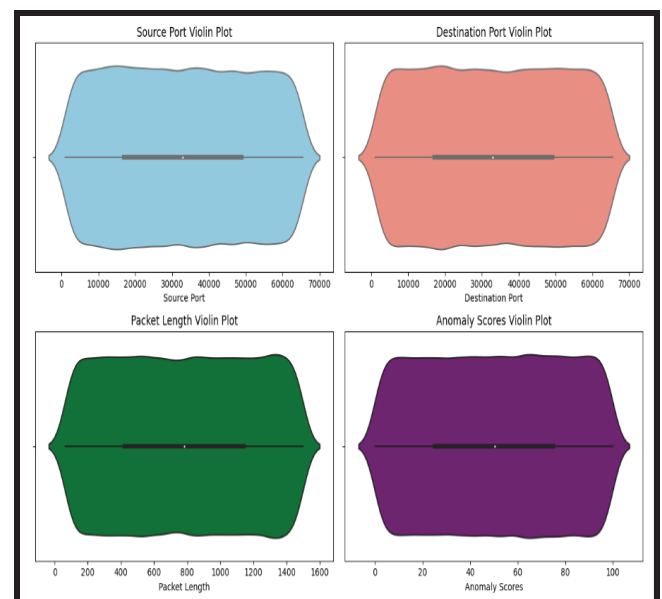 Source Port Violin Plot
0 10000 20000 30000 40000 50000 60000 70000
Source Port
Destination Port Violin Plot
0 10000 20000 30000 40000 50000 60000 70000
Destination Port
Packet Length Violin Plot
0 200 400 600 800 1000 1200 1400 1600
Packet Length
Anomaly Scores Violin Plot
0 20 40 60 80 100
Anomaly Scores